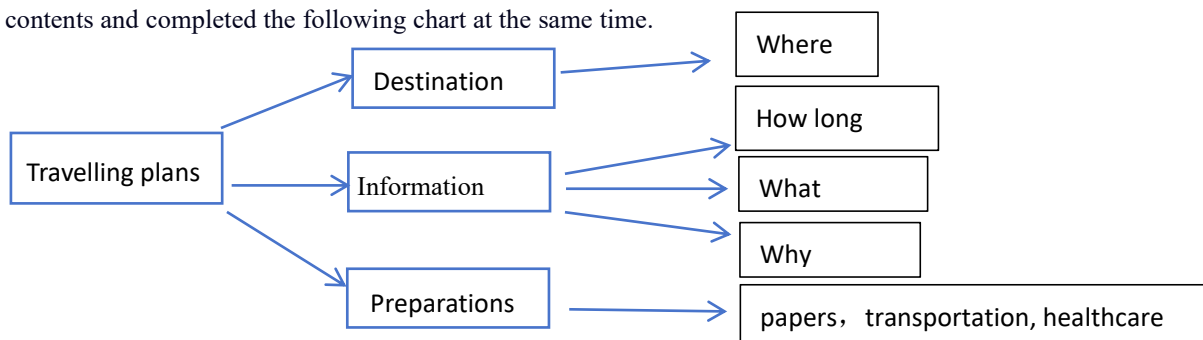 contents and completed the following chart at the same time.
Where
Destination
How long
Travelling plans
Information
What
Why
Preparations
papers，transportation, healthcare